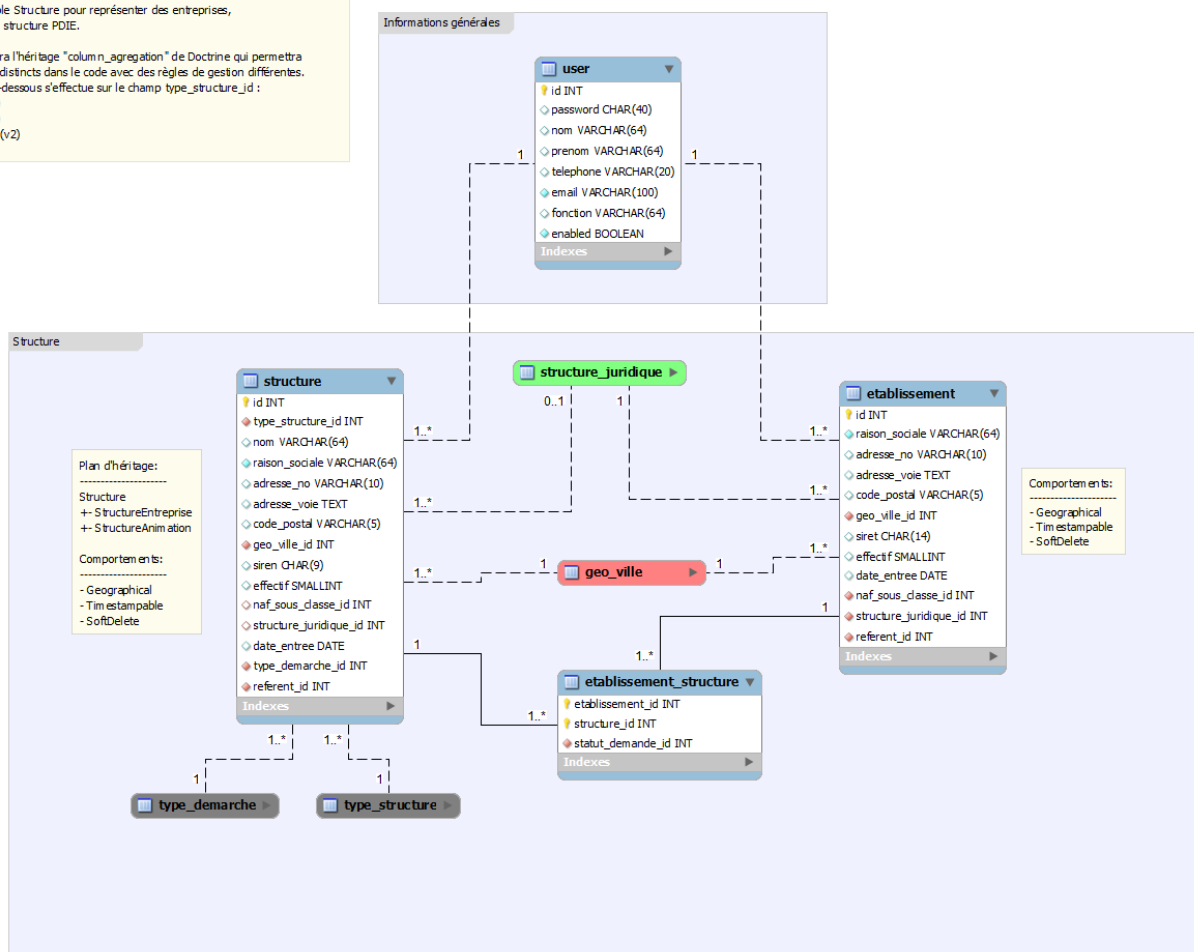 le Structure pour représenter des entreprises,
structure PDIE.
ra l'héritage "column_agregation" de Doctrine qui permettra
distincts dans le code avec des règles de gestion différentes.
-dessous s'effectue sur le champ type_structure_id :
(v2)
Informations générales
user
id INT
password CHAR(40)
nom VARCHAR(64)
prenom VARCHAR(64)
telephone VARCHAR(20)
email VARCHAR(100)
fonction VARCHAR(64)
enabled BOOLEAN
Indexes
1
1
Structure
structure
id INT
type_structure_id INT
nom VARCHAR(64)
raison_sociale VARCHAR(64)
adresse_no VARCHAR(10)
adresse_voie TEXT
code_postal VARCHAR(5)
geo_ville_id INT
siren CHAR(9)
effectif SMALLINT
naf_sous_classe_id INT
structure_juridique_id INT
date_entree DATE
type_demarche_id INT
referent_id INT
Indexes
Plan d'héritage:
---------------------
Structure
+- StructureEntreprise
+- StructureAnimation
Comportements:
---------------------
- Geographical
- Timestampable
- SoftDelete
structure_juridique
0..1
1
1..*
1..*
1..*
1..*
1..*
1..*
geo_ville
1
1
etablissement
id INT
raison_sociale VARCHAR(64)
adresse_no VARCHAR(10)
adresse_voie TEXT
code_postal VARCHAR(5)
geo_ville_id INT
siret CHAR(14)
effectif SMALLINT
date_entree DATE
naf_sous_classe_id INT
structure_juridique_id INT
referent_id INT
Indexes
Comportements:
---------------------
- Geographical
- Timestampable
- SoftDelete
1
1
1..*
1..*
etablissement_structure
etablissement_id INT
structure_id INT
statut_demande_id INT
Indexes
1..*
1..*
1
1
type_demarche
type_structure